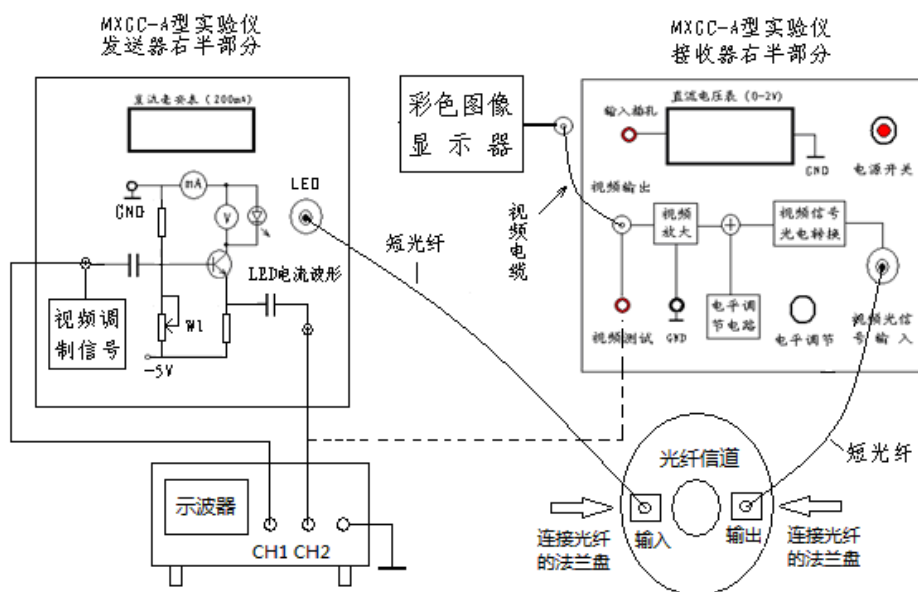 MXGC-A型实验仪
发送器右半部分
直流毫安表(200mA)
GND
mA
V
LED
短光纤
LED电流波形
视频调
制信号
W1
-5V
示波器
CH1 CH2
彩色图像
显示器
视频电缆
MXGC-A型实验仪
接收器右半部分
输入插孔
直流电压表(0-2V)
GND
电源开关
视频输出
视频
放大
视频信号
光电转换
视频测试
GND
电平调
节电路
电平调节
视频光信
号输入
短光纤
光纤信道
输入
输出
连接光纤
的法兰盘
连接光纤
的法兰盘